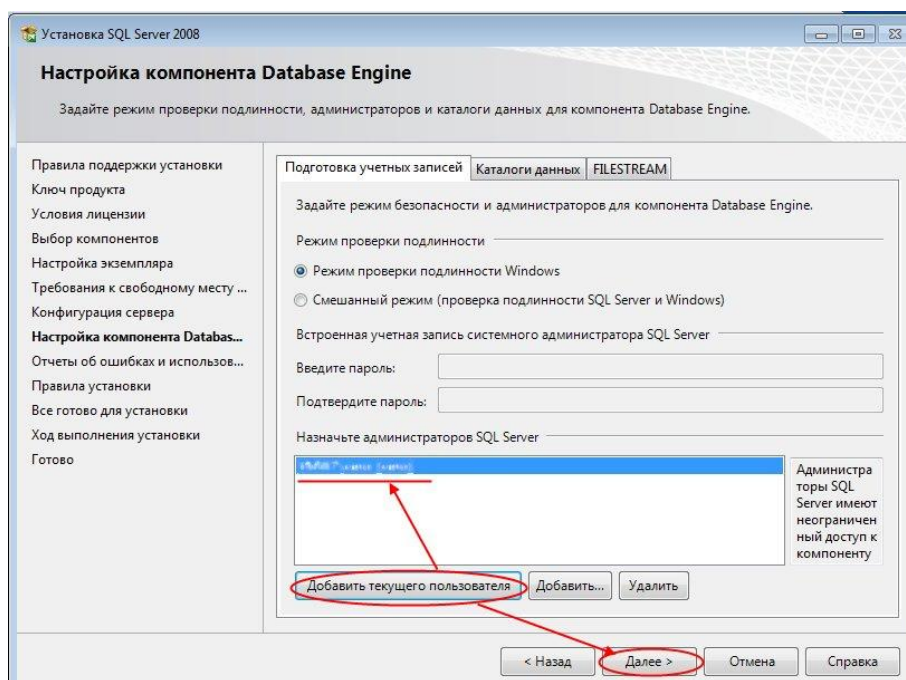 Установка SQL Server 2008
Настройка компонента Database Engine
Задайте режим проверки подлинности, администраторов и каталоги данных для компонента Database Engine.
Правила поддержки установки
Ключ продукта
Условия лицензии
Выбор компонентов
Настройка экземпляра
Требования к свободному месту ...
Конфигурация сервера
Настройка компонента Databas...
Отчеты об ошибках и использов...
Правила установки
Все готово для установки
Ход выполнения установки
Готово
Подготовка учетных записей
Каталоги данных
FILESTREAM
Задайте режим безопасности и администраторов для компонента Database Engine.
Режим проверки подлинности
Режим проверки подлинности Windows
Смешанный режим (проверка подлинности SQL Server и Windows)
Встроенная учетная запись системного администратора SQL Server
Введите пароль:
Подтвердите пароль:
Назначьте администраторов SQL Server
Администра
торы SQL
Server имеют
неограничен
ный доступ к
компоненту
Добавить текущего пользователя
Добавить...
Удалить
< Назад
Далее >
Отмена
Справка